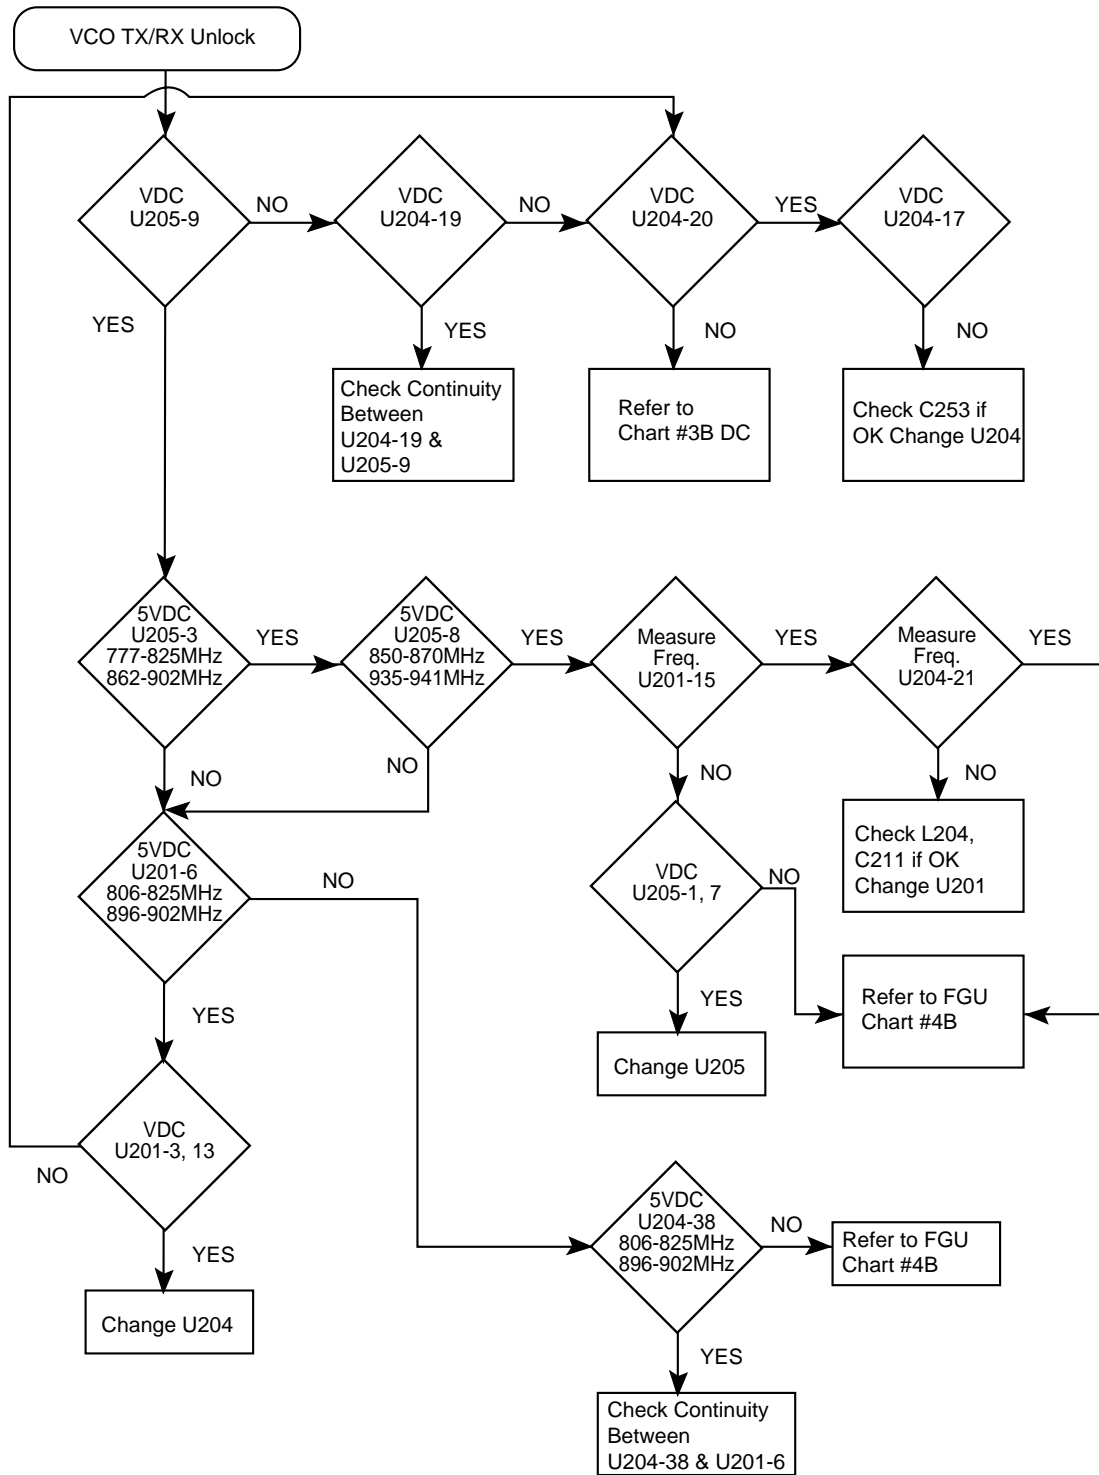 VCO TX/RX Unlock
VDC
U205-9
NO
VDC
U204-19
NO
VDC
U204-20
YES
VDC
U204-17
YES
YES
NO
NO
Check Continuity
Between
U204-19 &
U205-9
Refer to
Chart #3B DC
Check C253 if
OK Change U204
5VDC
U205-3
777-825MHz
862-902MHz
YES
5VDC
U205-8
850-870MHz
935-941MHz
YES
Measure
Freq.
U201-15
YES
Measure
Freq.
U204-21
YES
NO
NO
NO
NO
5VDC
U201-6
806-825MHz
896-902MHz
NO
VDC
U205-1, 7
NO
Check L204,
C211 if OK
Change U201
YES
YES
Refer to FGU
Chart #4B
Change U205
VDC
U201-3, 13
NO
YES
Change U204
5VDC
U204-38
806-825MHz
896-902MHz
NO
Refer to FGU
Chart #4B
YES
Check Continuity
Between
U204-38 & U201-6